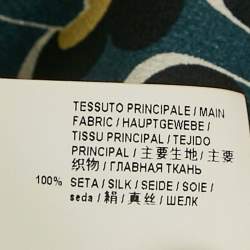 TESSUTO PRINCIPALE / MAIN
FABRIC / HAUPTGEWEBE /
TISSU PRINCIPAL / TEJIDO
PRINCIPAL / 主要生地 / 主要
织物 / ГЛАВНАЯ ТКАНЬ
100% SETA / SILK / SEIDE / SOIE /
seda / 絹 / 真丝 / ШЕЛК